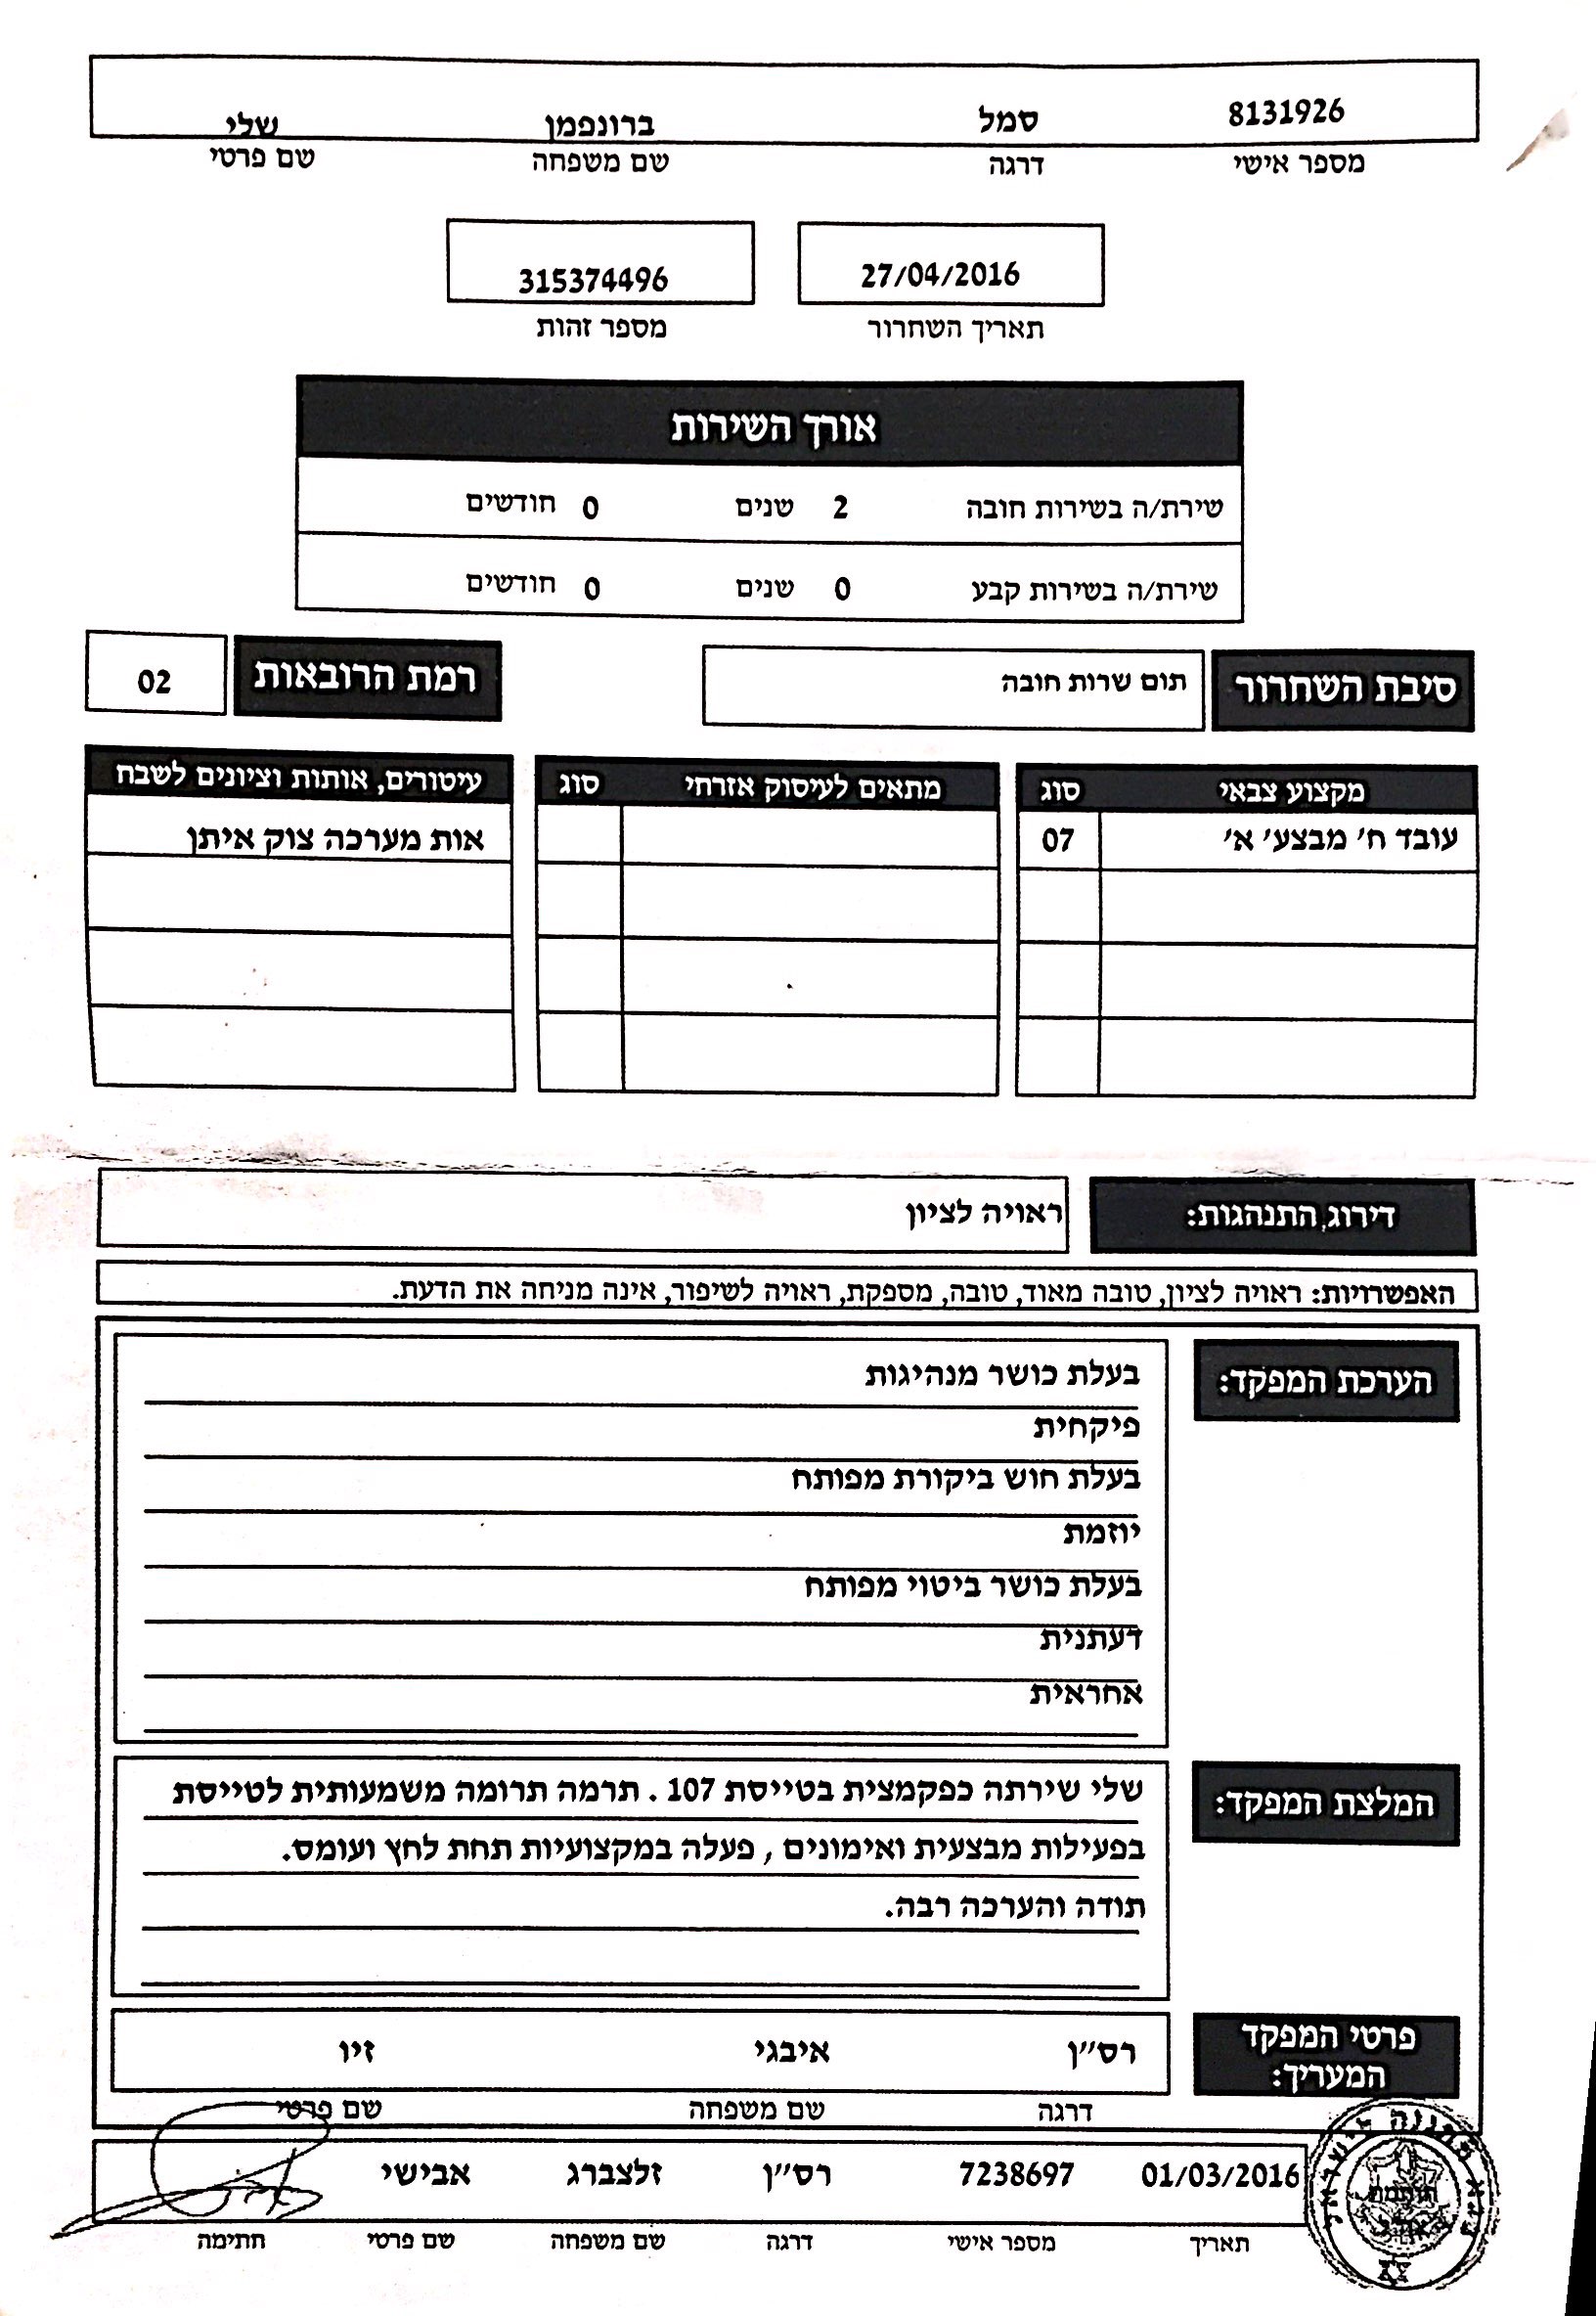 8131926 סמל ברונפמן שלי
מספר אישי דרגה שם משפחה שם פרטי
27/04/2016 315374496
תאריך השחרור מספר זהות
אורך השירות
שירת/ה בשירות חובה 2 שנים 0 חודשים
שירת/ה בשירות קבע 0 שנים 0 חודשים
סיבת השחרור תום שרות חובה רמת הרובאות 02
מקצוע צבאי סוג מתאים לעיסוק אזרחי סוג עיטורים, אותות וציונים לשבח
עובד ח׳ מבצע׳ א׳ 07 אות מערכה צוק איתן
דירוג התנהגות: ראויה לציון
האפשרויות: ראויה לציון, טובה מאוד, טובה, מספקת, ראויה לשיפור, אינה מניחה את הדעת.
הערכת המפקד: בעלת כושר מנהיגות
פיקחית
בעלת חוש ביקורת מפותח
יוזמת
בעלת כושר ביטוי מפותח
דעתנית
אחראית
המלצת המפקד: שלי שירתה כפקמצית בטייסת 107 . תרמה תרומה משמעותית לטייסת
בפעילות מבצעית ואימונים , פעלה במקצועיות תחת לחץ ועומס.
תודה והערכה רבה.
פרטי המפקד
המעריך:
רס״ן איבגי זיו
דרגה שם משפחה שם פרטי
01/03/2016 7238697 רס״ן זלצברג אבישי
תאריך מספר אישי דרגה שם משפחה שם פרטי חתימה